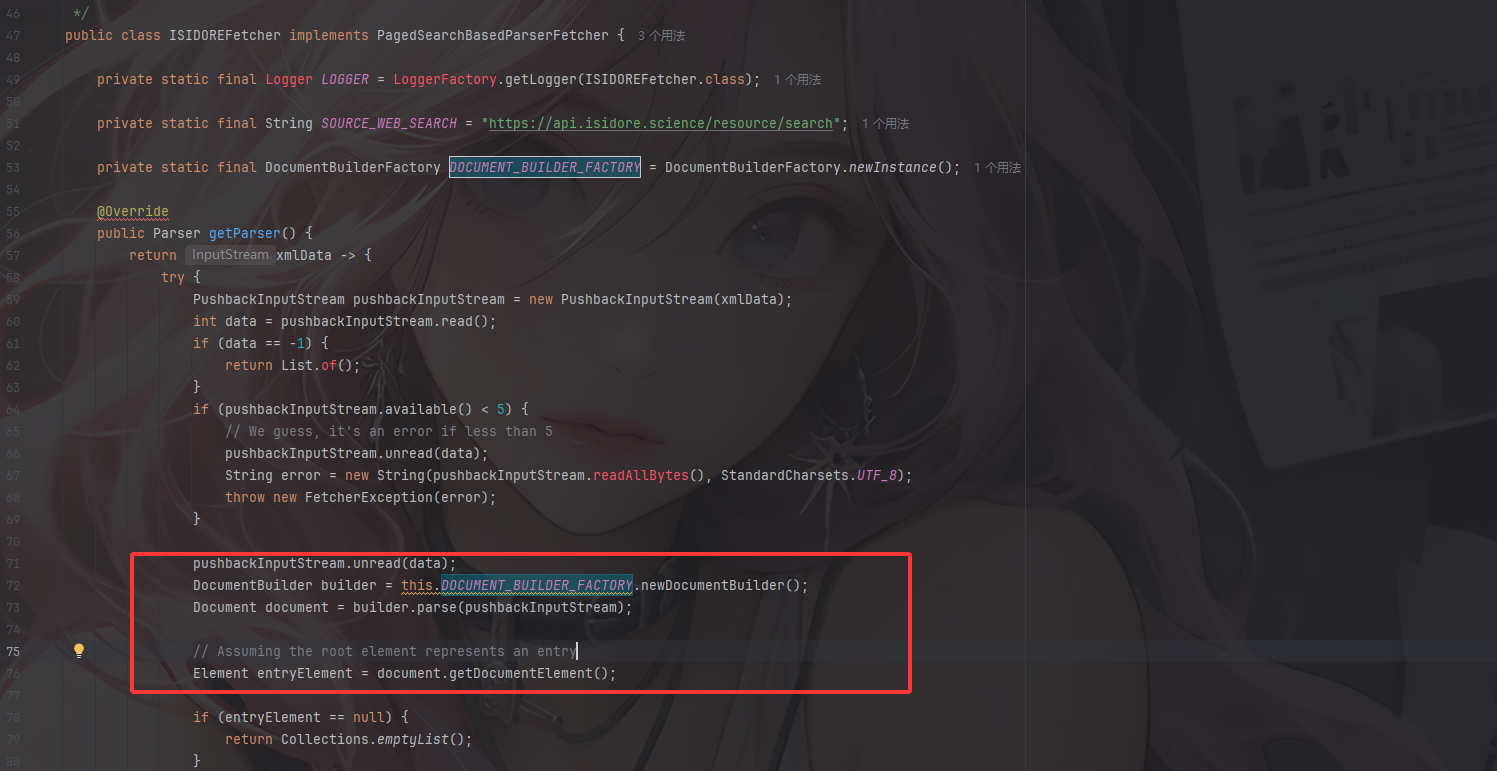 46 */
47 public class ISIDOREFetcher implements PagedSearchBasedParserFetcher { 3 个用法
48
49 private static final Logger LOGGER = LoggerFactory.getLogger(ISIDOREFetcher.class); 1 个用法
50
51 private static final String SOURCE_WEB_SEARCH = "https://api.isidore.science/resource/search"; 1 个用法
52
53 private static final DocumentBuilderFactory DOCUMENT_BUILDER_FACTORY = DocumentBuilderFactory.newInstance(); 1 个用法
54
55 @Override
56 public Parser getParser() {
57 return InputStream xmlData -> {
58 try {
59 PushbackInputStream pushbackInputStream = new PushbackInputStream(xmlData);
60 int data = pushbackInputStream.read();
61 if (data == -1) {
62 return List.of();
63 }
64 if (pushbackInputStream.available() < 5) {
65 // We guess, it's an error if less than 5
66 pushbackInputStream.unread(data);
67 String error = new String(pushbackInputStream.readAllBytes(), StandardCharsets.UTF_8);
68 throw new FetcherException(error);
69 }
70
71 pushbackInputStream.unread(data);
72 DocumentBuilder builder = this.DOCUMENT_BUILDER_FACTORY.newDocumentBuilder();
73 Document document = builder.parse(pushbackInputStream);
74
75 // Assuming the root element represents an entry
76 Element entryElement = document.getDocumentElement();
77
78 if (entryElement == null) {
79 return Collections.emptyList();
80 }